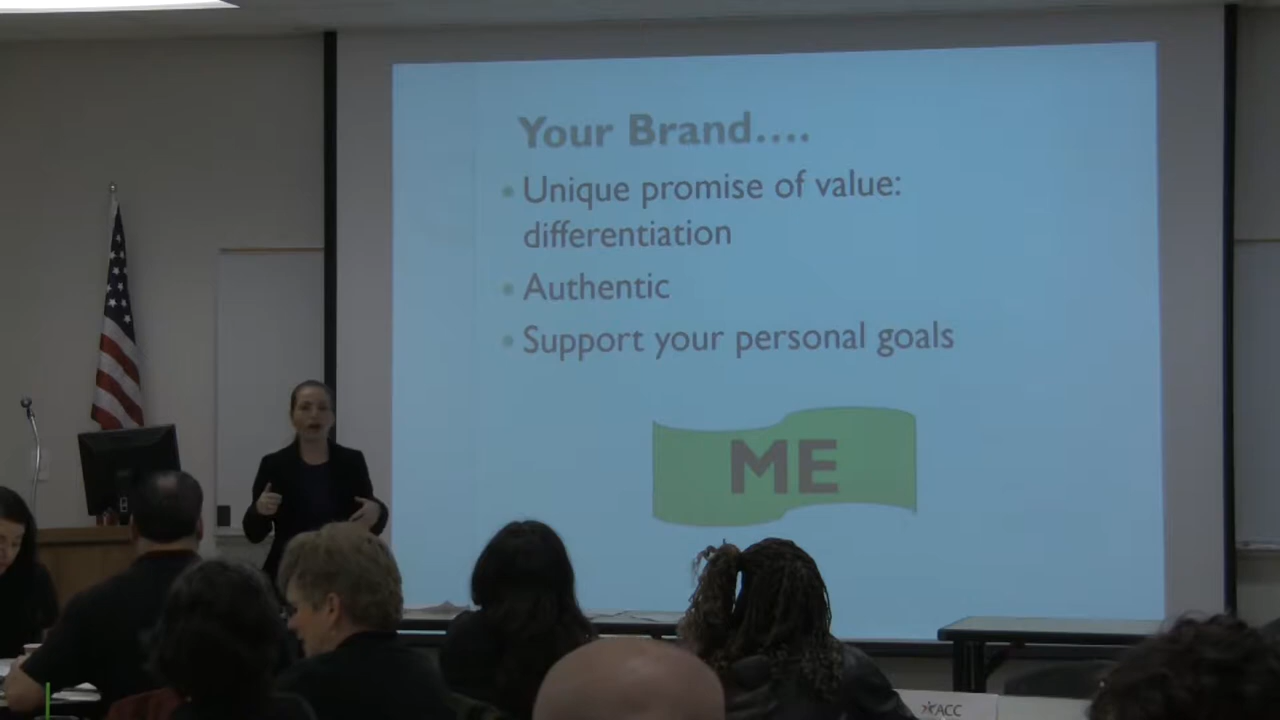 Your Brand....
• Unique promise of value:
differentiation
• Authentic
• Support your personal goals
ME
ACC